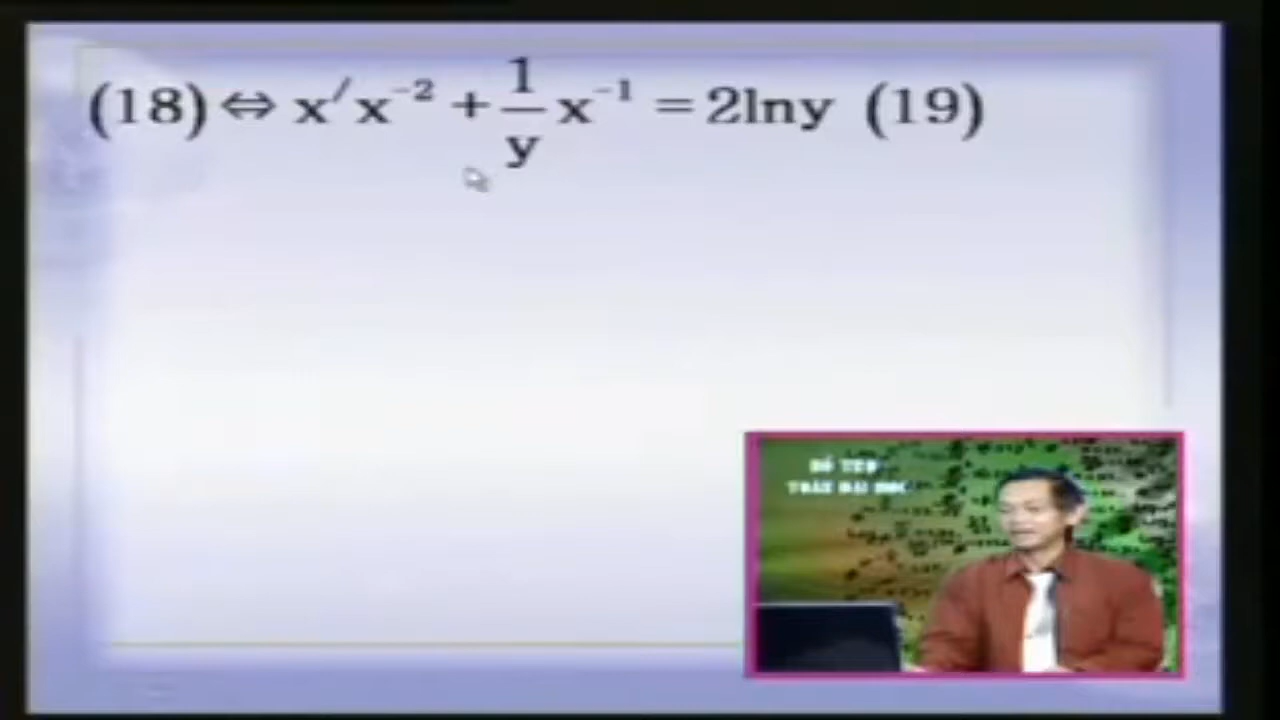 (18) ⇔ x′x⁻² + 1/y x⁻¹ = 2lny (19)